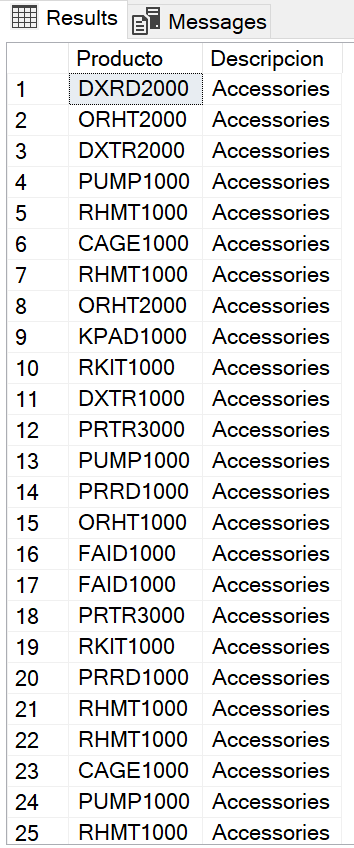 Results Messages
Producto Descripcion
1 DXRD2000 Accessories
2 ORHT2000 Accessories
3 DXTR2000 Accessories
4 PUMP1000 Accessories
5 RHMT1000 Accessories
6 CAGE1000 Accessories
7 RHMT1000 Accessories
8 ORHT2000 Accessories
9 KPAD1000 Accessories
10 RKIT1000 Accessories
11 DXTR1000 Accessories
12 PRTR3000 Accessories
13 PUMP1000 Accessories
14 PRRD1000 Accessories
15 ORHT1000 Accessories
16 FAID1000 Accessories
17 FAID1000 Accessories
18 PRTR3000 Accessories
19 RKIT1000 Accessories
20 PRRD1000 Accessories
21 RHMT1000 Accessories
22 RHMT1000 Accessories
23 CAGE1000 Accessories
24 PUMP1000 Accessories
25 RHMT1000 Accessories